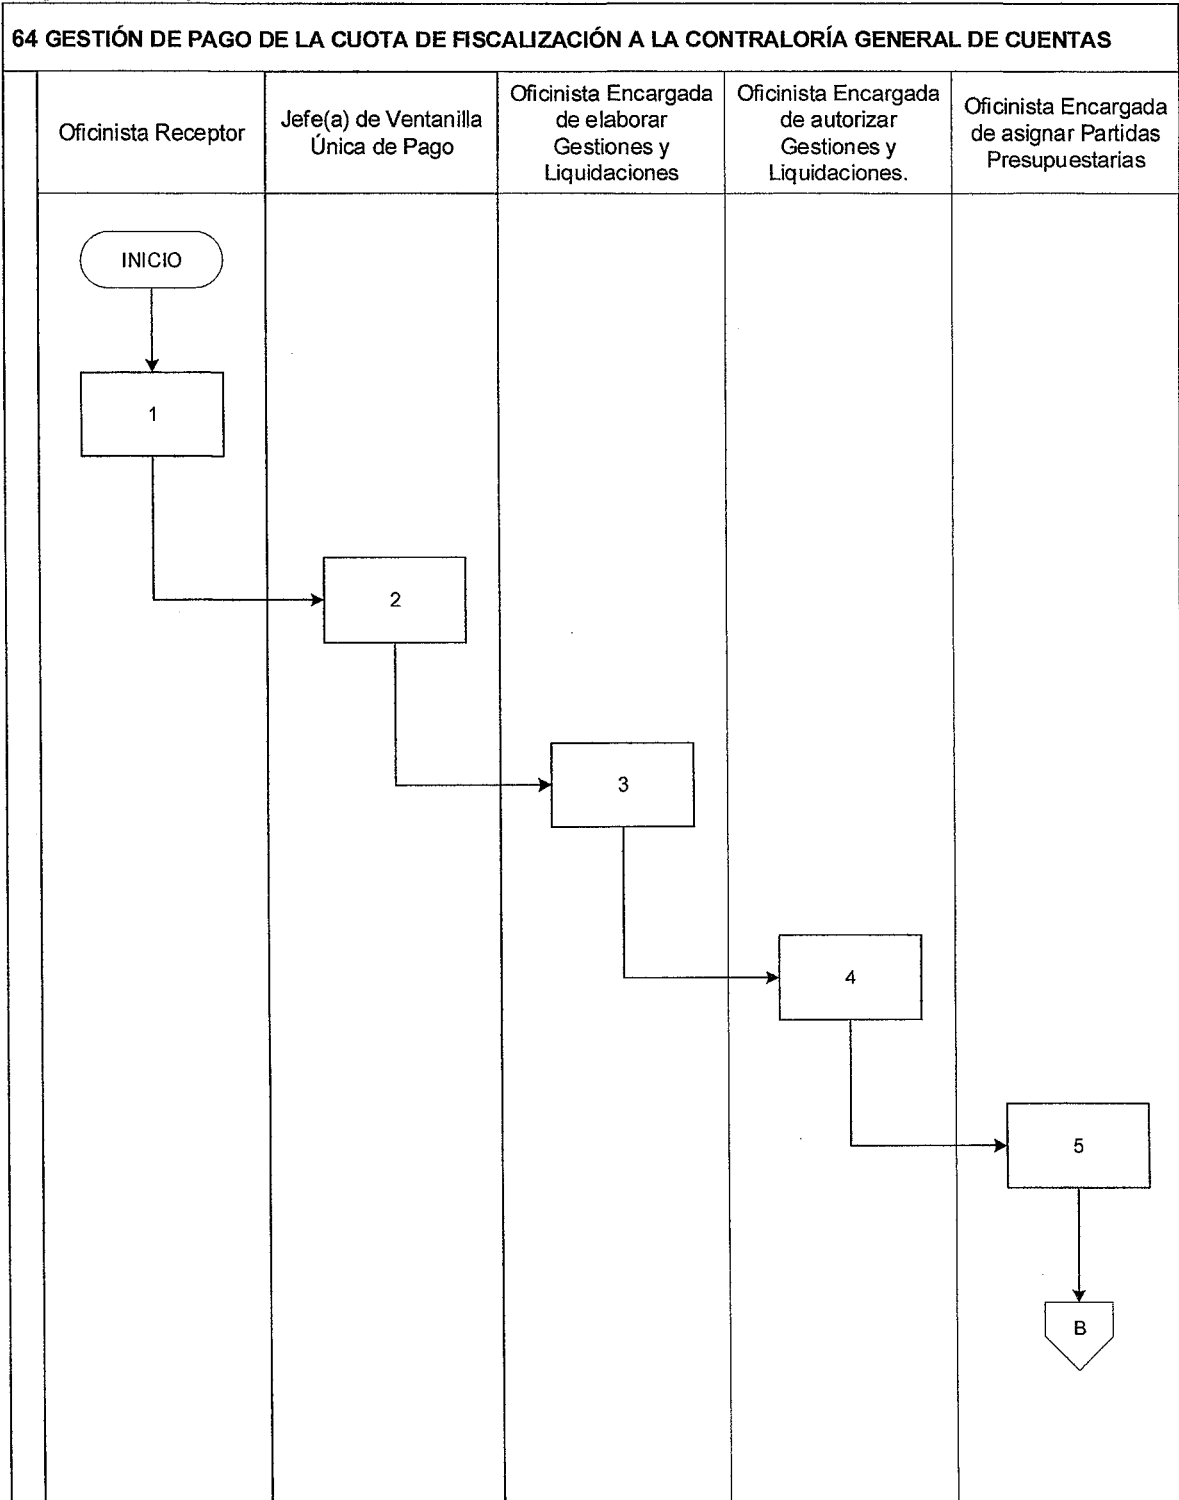 64 GESTIÓN DE PAGO DE LA CUOTA DE FISCALIZACIÓN A LA CONTRALORÍA GENERAL DE CUENTAS
Oficinista Receptor
Jefe(a) de Ventanilla
Única de Pago
Oficinista Encargada
de elaborar
Gestiones y
Liquidaciones
Oficinista Encargada
de autorizar
Gestiones y
Liquidaciones.
Oficinista Encargada
de asignar Partidas
Presupuestarias
INICIO
1
2
3
4
5
B